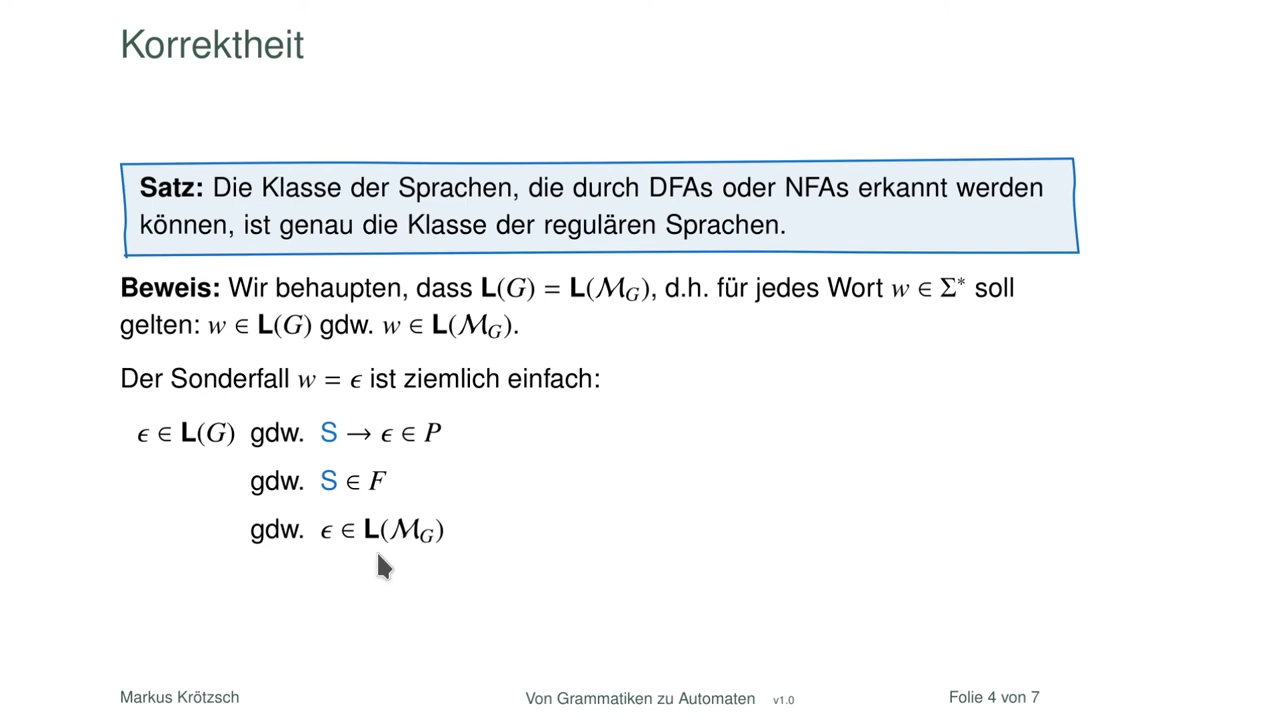 Korrektheit
Satz: Die Klasse der Sprachen, die durch DFAs oder NFAs erkannt werden
können, ist genau die Klasse der regulären Sprachen.
Beweis: Wir behaupten, dass L(G) = L(ℳ_G), d.h. für jedes Wort w ∈ Σ* soll
gelten: w ∈ L(G) gdw. w ∈ L(ℳ_G).
Der Sonderfall w = ϵ ist ziemlich einfach:
ϵ ∈ L(G) gdw. S → ϵ ∈ P
gdw. S ∈ F
gdw. ϵ ∈ L(ℳ_G)
Markus Krötzsch Von Grammatiken zu Automaten v1.0 Folie 4 von 7